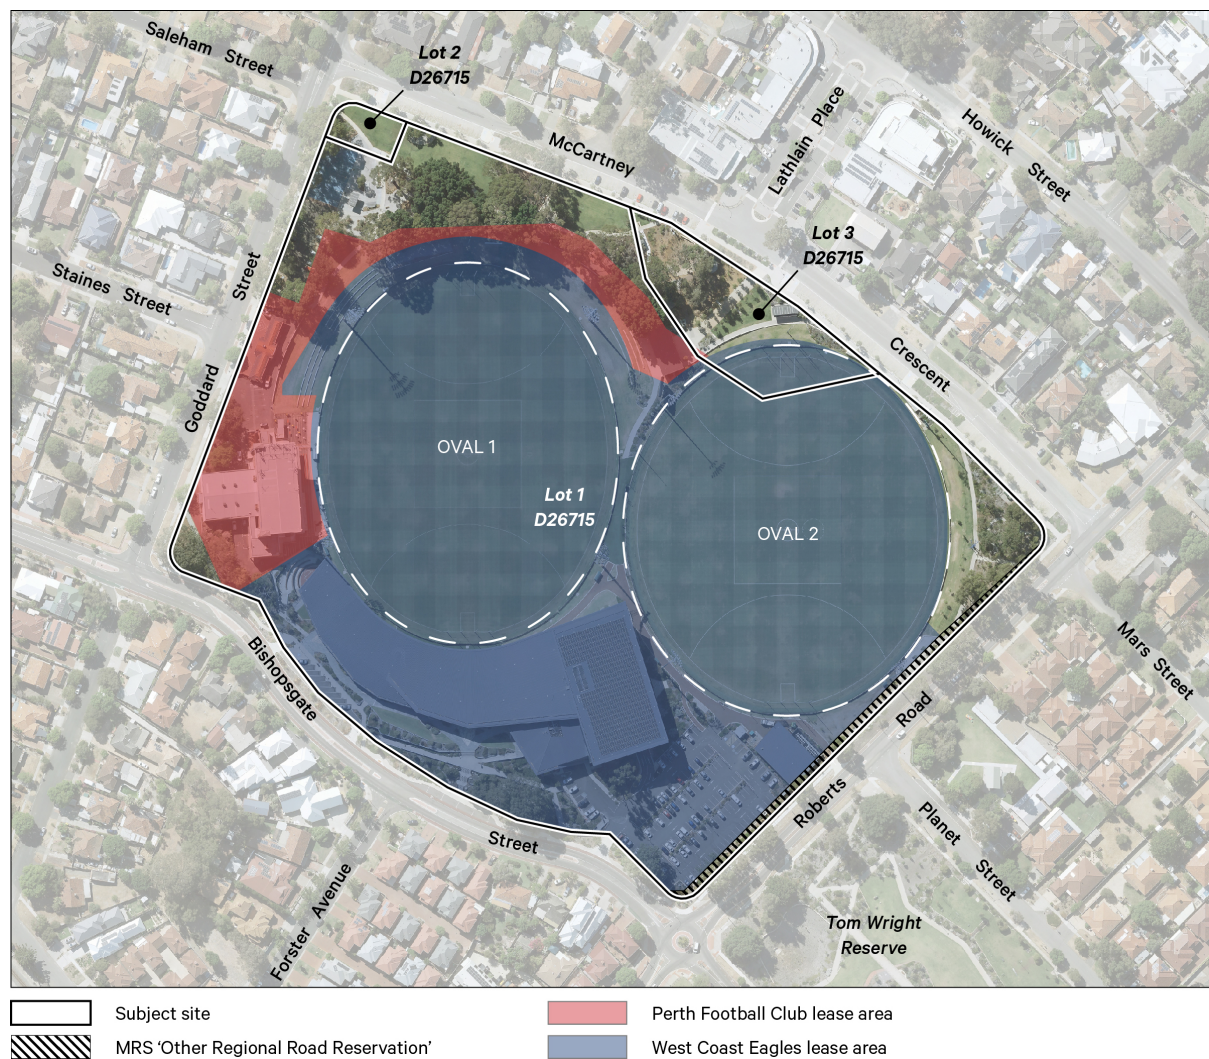 Saleham Street
Lot 2
D26715
McCartney
Lathlain Place
Howick Street
Staines Street
Street
Lot 3
D26715
Goddard
Crescent
OVAL 1
Lot 1
D26715
OVAL 2
Bishopsgate
Mars Street
Road
Roberts
Planet Street
Street
Forster Avenue
Tom Wright
Reserve
Subject site
Perth Football Club lease area
MRS ‘Other Regional Road Reservation’
West Coast Eagles lease area